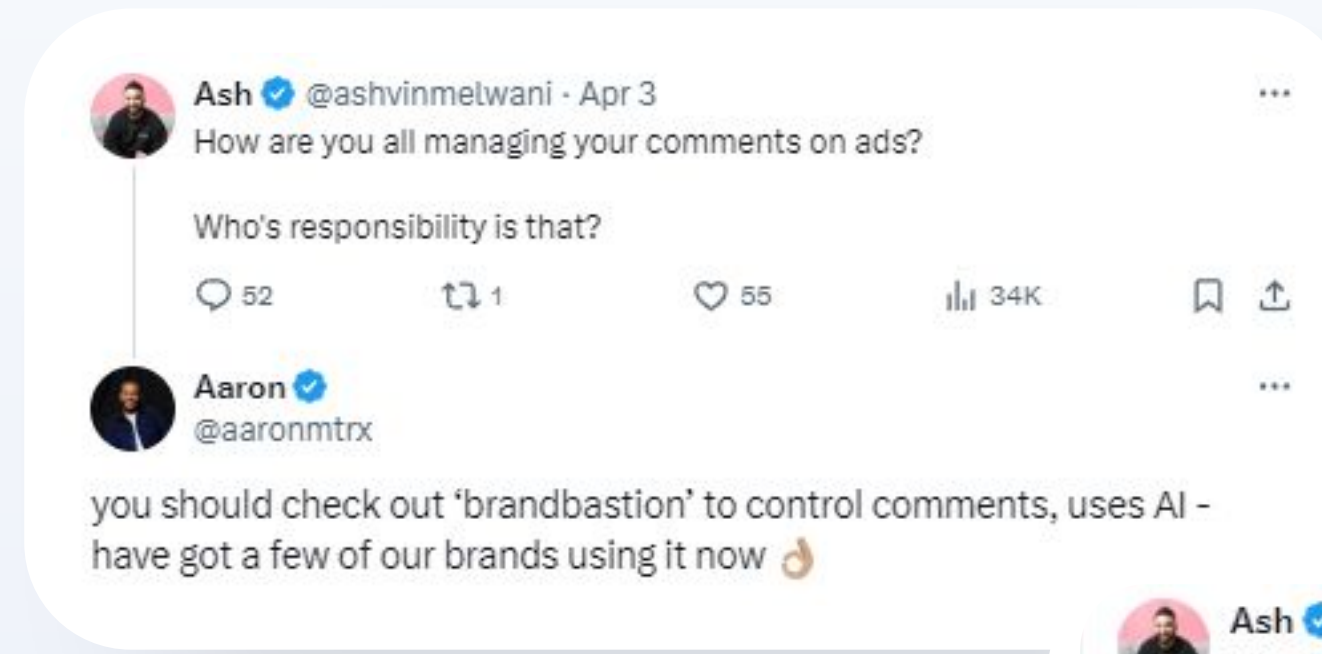 Ash @ashvinmelwani · Apr 3
How are you all managing your comments on ads?
Who's responsibility is that?
52 1 55 34K
Aaron
@aaronmtrx
you should check out ‘brandbastion’ to control comments, uses AI -
have got a few of our brands using it now 👌🏼
Ash